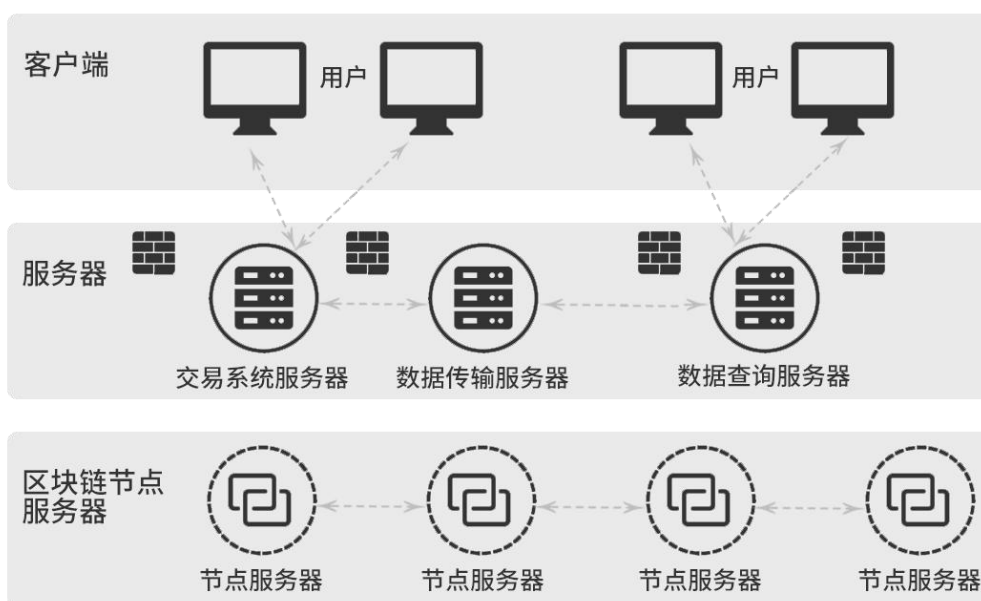 客户端
用户
用户
服务器
交易系统服务器
数据传输服务器
数据查询服务器
区块链节点
服务器
节点服务器
节点服务器
节点服务器
节点服务器